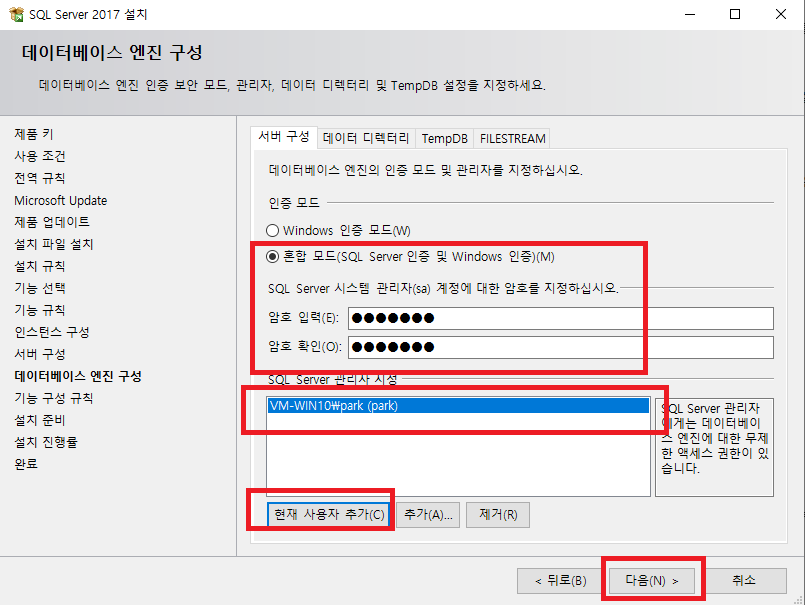 SQL Server 2017 설치
데이터베이스 엔진 구성
데이터베이스 엔진 인증 보안 모드, 관리자, 데이터 디렉터리 및 TempDB 설정을 지정하세요.
제품 키
사용 조건
전역 규칙
Microsoft Update
제품 업데이트
설치 파일 설치
설치 규칙
기능 선택
기능 규칙
인스턴스 구성
서버 구성
데이터베이스 엔진 구성
기능 구성 규칙
설치 준비
설치 진행률
완료
서버 구성 데이터 디렉터리 TempDB FILESTREAM
데이터베이스 엔진의 인증 모드 및 관리자를 지정하십시오.
인증 모드
Windows 인증 모드(W)
혼합 모드(SQL Server 인증 및 Windows 인증)(M)
SQL Server 시스템 관리자(sa) 계정에 대한 암호를 지정하십시오.
암호 입력(E): ●●●●●●●
암호 확인(O): ●●●●●●●
SQL Server 관리자 지정
VM-WIN10₩park (park)
SQL Server 관리자
에게는 데이터베이
스 엔진에 대한 무제
한 액세스 권한이 있
습니다.
현재 사용자 추가(C) 추가(A)... 제거(R)
< 뒤로(B) 다음(N) > 취소